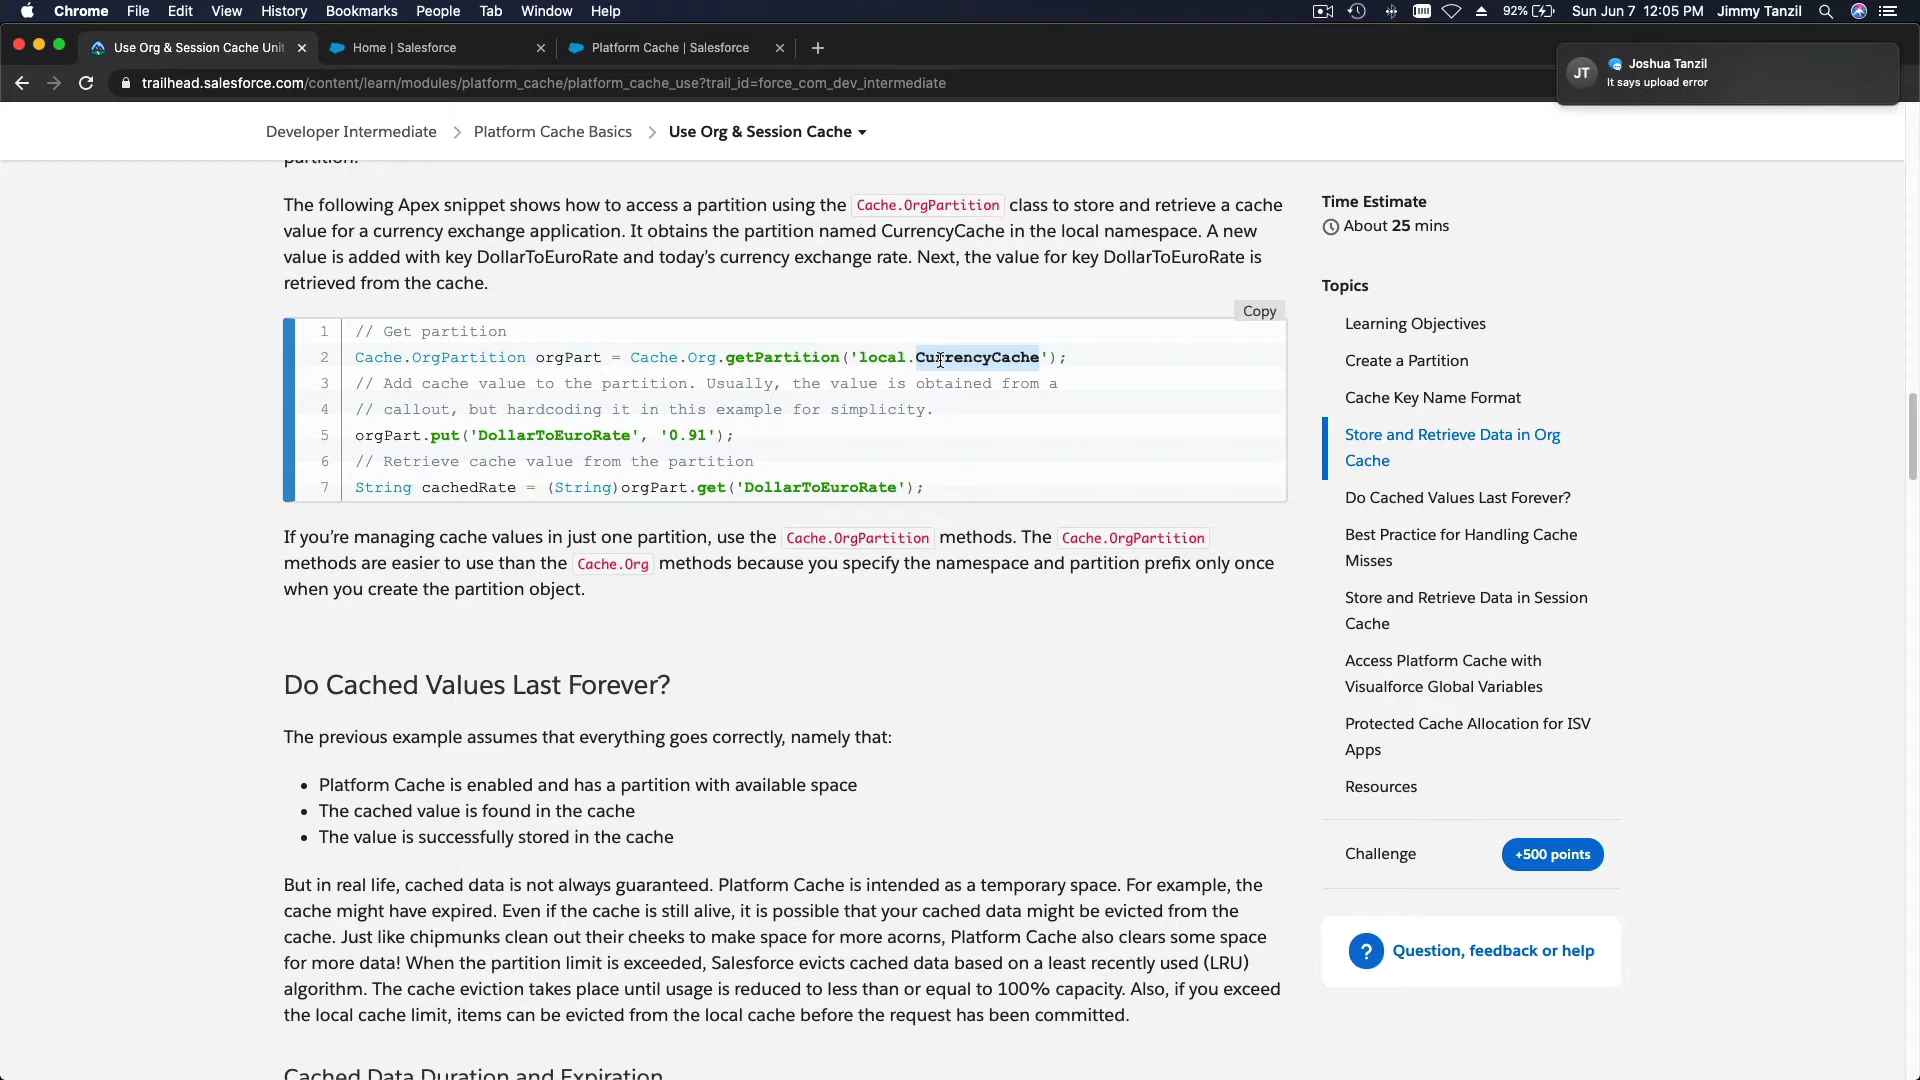 Chrome File Edit View History Bookmarks People Tab Window Help 92% Sun Jun 7 12:05 PM Jimmy Tanzil
Use Org & Session Cache Unit Home | Salesforce Platform Cache | Salesforce
trailhead.salesforce.com/content/learn/modules/platform_cache/platform_cache_use?trail_id=force_com_dev_intermediate
JT
Joshua Tanzil
It says upload error
Developer Intermediate Platform Cache Basics Use Org & Session Cache
partition.
The following Apex snippet shows how to access a partition using the Cache.OrgPartition class to store and retrieve a cache
value for a currency exchange application. It obtains the partition named CurrencyCache in the local namespace. A new
value is added with key DollarToEuroRate and today’s currency exchange rate. Next, the value for key DollarToEuroRate is
retrieved from the cache.
Copy
1 // Get partition
2 Cache.OrgPartition orgPart = Cache.Org.getPartition('local.CurrencyCache');
3 // Add cache value to the partition. Usually, the value is obtained from a
4 // callout, but hardcoding it in this example for simplicity.
5 orgPart.put('DollarToEuroRate', '0.91');
6 // Retrieve cache value from the partition
7 String cachedRate = (String)orgPart.get('DollarToEuroRate');
If you’re managing cache values in just one partition, use the Cache.OrgPartition methods. The Cache.OrgPartition
methods are easier to use than the Cache.Org methods because you specify the namespace and partition prefix only once
when you create the partition object.
Do Cached Values Last Forever?
The previous example assumes that everything goes correctly, namely that:
• Platform Cache is enabled and has a partition with available space
• The cached value is found in the cache
• The value is successfully stored in the cache
But in real life, cached data is not always guaranteed. Platform Cache is intended as a temporary space. For example, the
cache might have expired. Even if the cache is still alive, it is possible that your cached data might be evicted from the
cache. Just like chipmunks clean out their cheeks to make space for more acorns, Platform Cache also clears some space
for more data! When the partition limit is exceeded, Salesforce evicts cached data based on a least recently used (LRU)
algorithm. The cache eviction takes place until usage is reduced to less than or equal to 100% capacity. Also, if you exceed
the local cache limit, items can be evicted from the local cache before the request has been committed.
Cached Data Duration and Expiration
Time Estimate
About 25 mins
Topics
Learning Objectives
Create a Partition
Cache Key Name Format
Store and Retrieve Data in Org
Cache
Do Cached Values Last Forever?
Best Practice for Handling Cache
Misses
Store and Retrieve Data in Session
Cache
Access Platform Cache with
Visualforce Global Variables
Protected Cache Allocation for ISV
Apps
Resources
Challenge +500 points
? Question, feedback or help